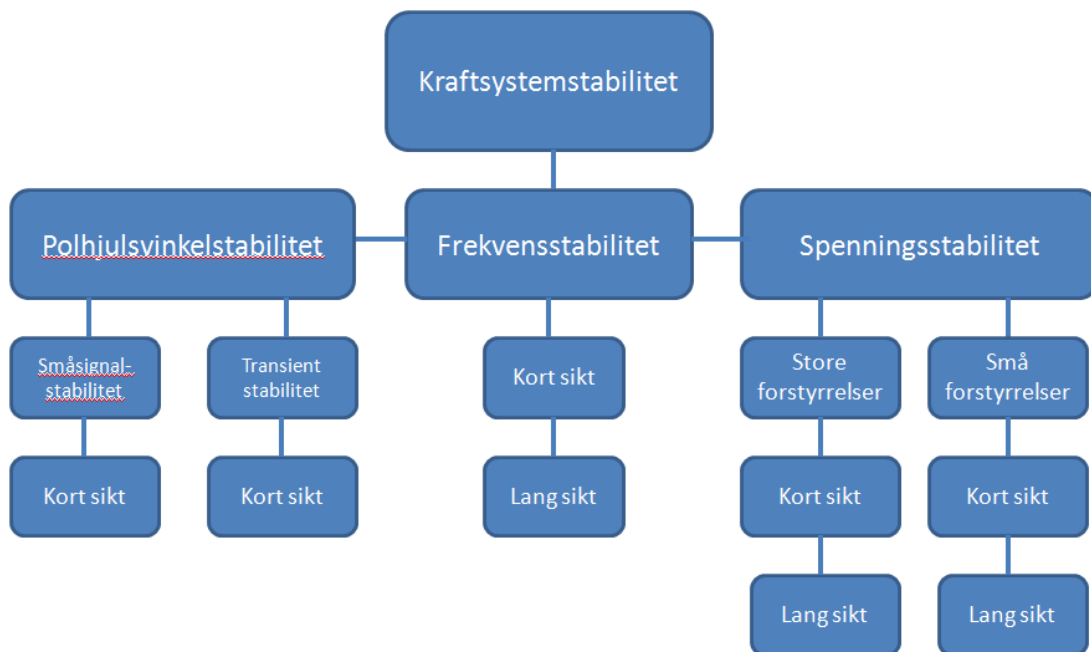 Kraftsystemstabilitet
Polhjulsvinkelstabilitet
Frekvensstabilitet
Spenningsstabilitet
Småsignal-
stabilitet
Transient
stabilitet
Kort sikt
Store
forstyrrelser
Små
forstyrrelser
Kort sikt
Kort sikt
Lang sikt
Kort sikt
Kort sikt
Lang sikt
Lang sikt